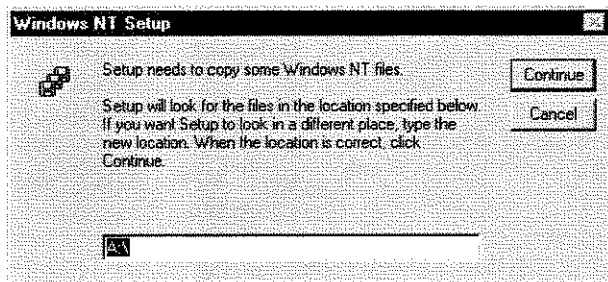 Windows NT Setup
Setup needs to copy some Windows NT files.
Continue
Setup will look for the files in the location specified below.
If you want Setup to look in a different place, type the
new location. When the location is correct, click
Continue.
Cancel
A:\